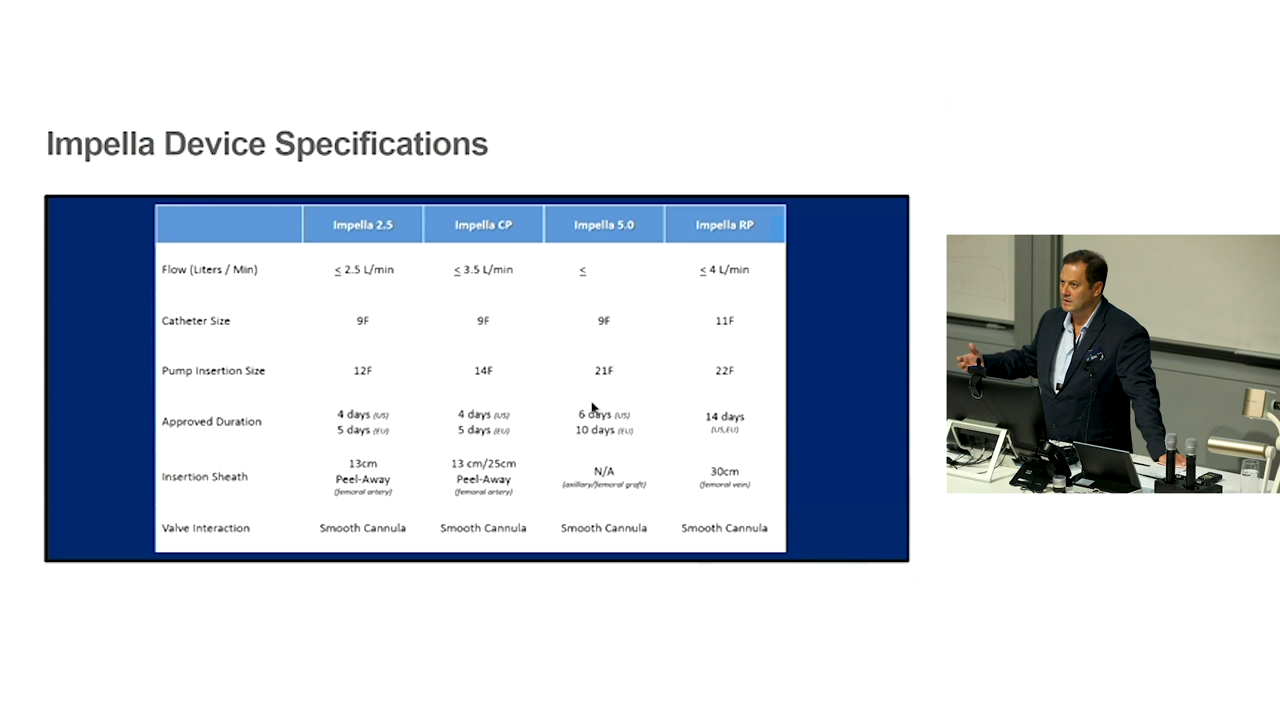 Impella Device Specifications
Impella 2.5 Impella CP Impella 5.0 Impella RP
Flow (Liters / Min) ≤ 2.5 L/min ≤ 3.5 L/min ≤ ≤ 4 L/min
Catheter Size 9F 9F 9F 11F
Pump Insertion Size 12F 14F 21F 22F
Approved Duration 4 days (US) 4 days (US) 6 days (US) 14 days
5 days (EU) 5 days (EU) 10 days (EU) (US,EU)
Insertion Sheath 13cm 13 cm/25cm N/A 30cm
Peel-Away Peel-Away (axillary/femoral graft) (femoral vein)
(femoral artery) (femoral artery)
Valve Interaction Smooth Cannula Smooth Cannula Smooth Cannula Smooth Cannula